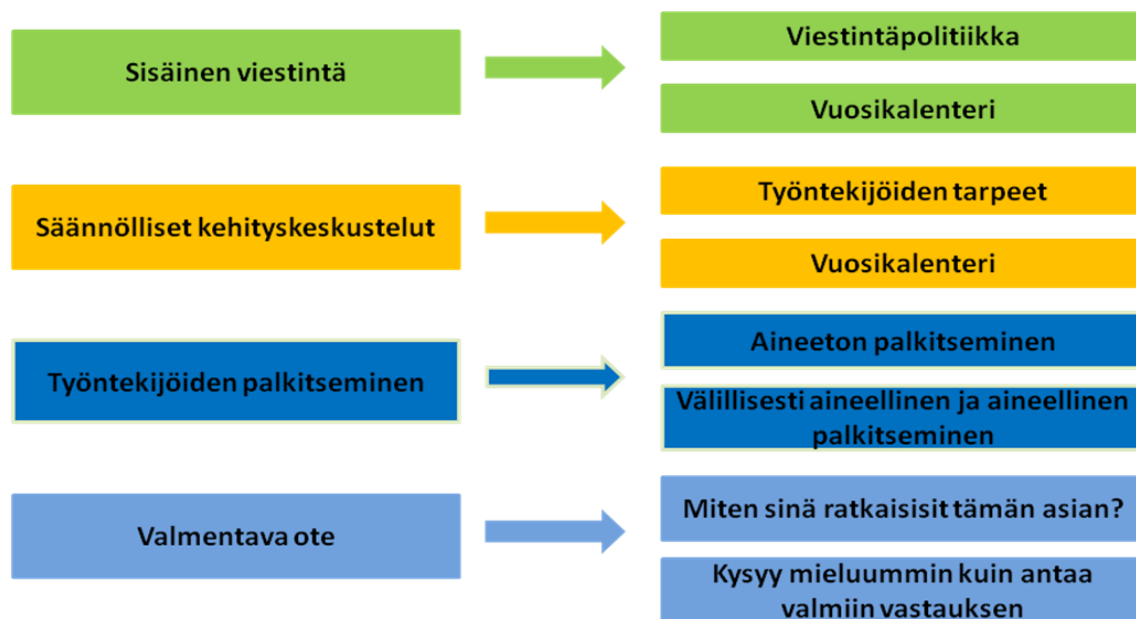 Sisäinen viestintä
Viestintäpolitiikka
Vuosikalenteri
Säännölliset kehityskeskustelut
Työntekijöiden tarpeet
Vuosikalenteri
Työntekijöiden palkitseminen
Aineeton palkitseminen
Välillisesti aineellinen ja aineellinen
palkitseminen
Valmentava ote
Miten sinä ratkaisisit tämän asian?
Kysyy mieluummin kuin antaa
valmiin vastauksen